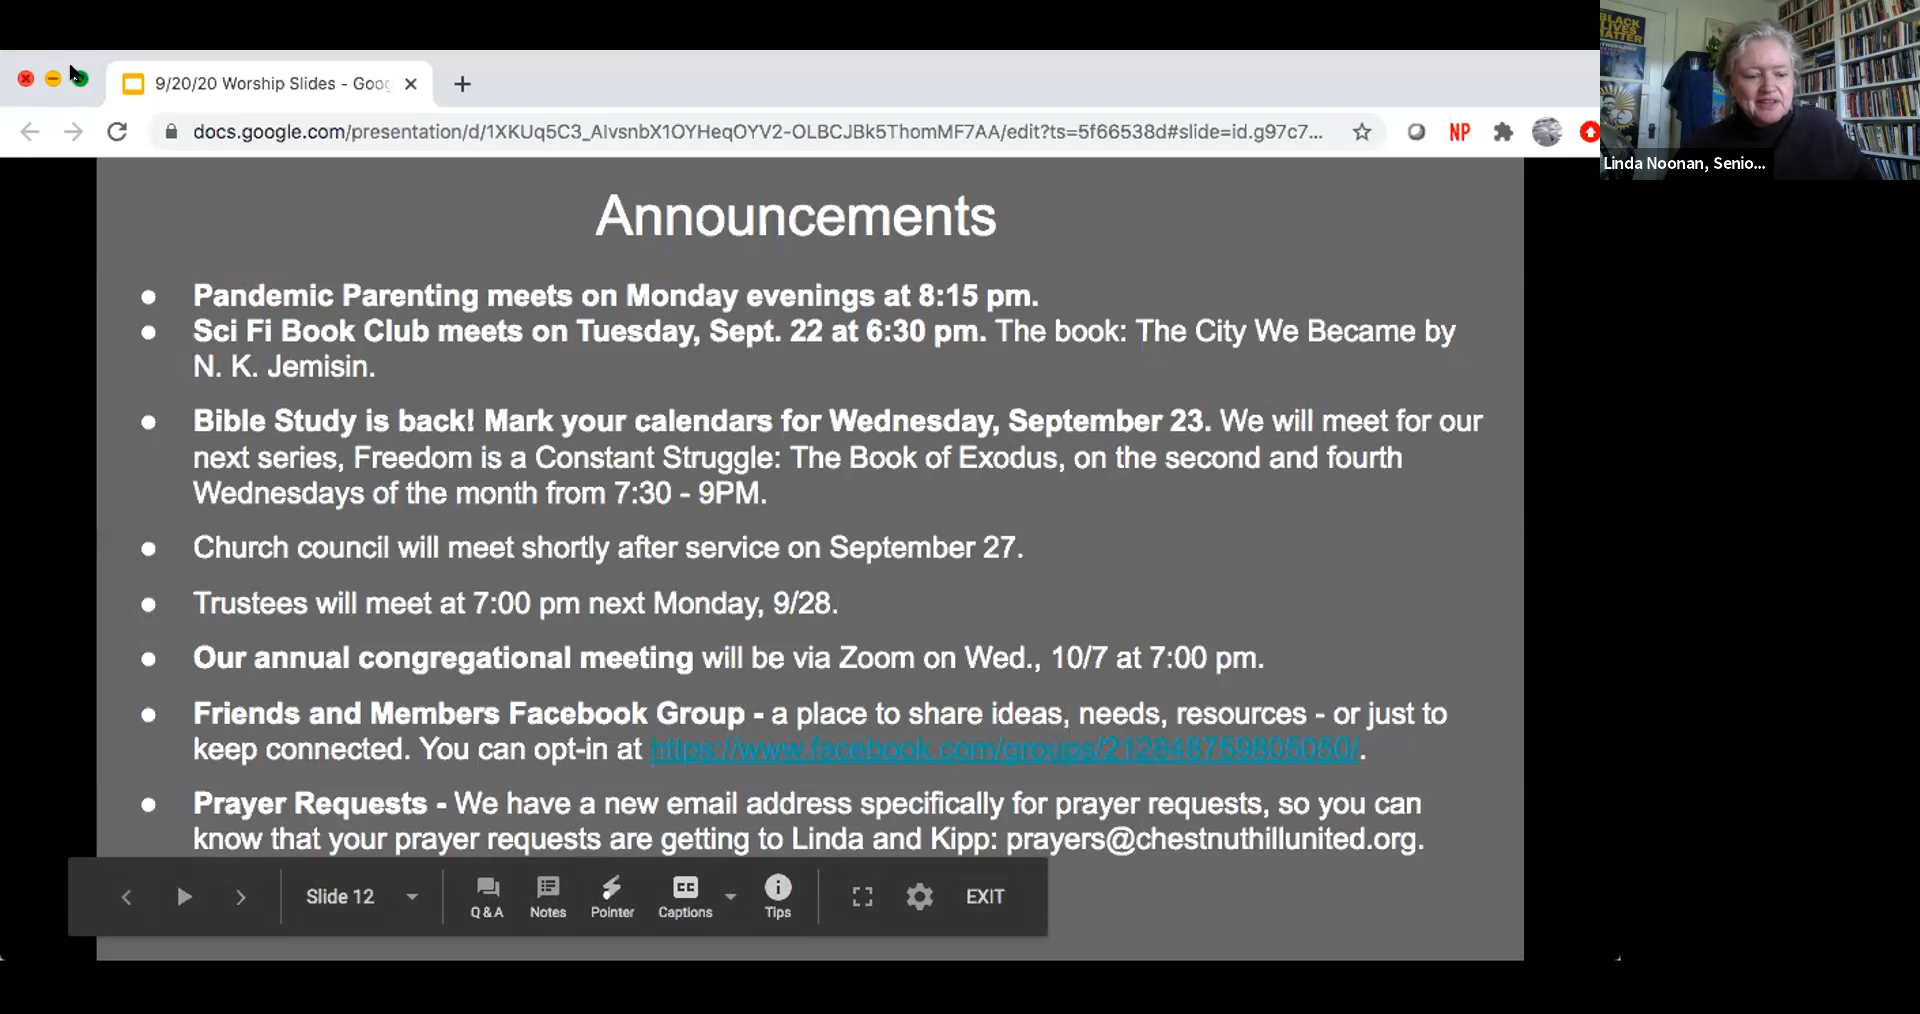 BLACK
LIVES
MATTER
9/20/20 Worship Slides - Goog
docs.google.com/presentation/d/1XKUq5C3_AIvsnbX1OYHeqOYV2-OLBCJBk5ThomMF7AA/edit?ts=5f66538d#slide=id.g97c7...
NP
Linda Noonan, Senio...
Announcements
● Pandemic Parenting meets on Monday evenings at 8:15 pm.
● Sci Fi Book Club meets on Tuesday, Sept. 22 at 6:30 pm. The book: The City We Became by
N. K. Jemisin.
● Bible Study is back! Mark your calendars for Wednesday, September 23. We will meet for our
next series, Freedom is a Constant Struggle: The Book of Exodus, on the second and fourth
Wednesdays of the month from 7:30 - 9PM.
● Church council will meet shortly after service on September 27.
● Trustees will meet at 7:00 pm next Monday, 9/28.
● Our annual congregational meeting will be via Zoom on Wed., 10/7 at 7:00 pm.
● Friends and Members Facebook Group - a place to share ideas, needs, resources - or just to
keep connected. You can opt-in at https://www.facebook.com/groups/212848759805050/.
● Prayer Requests - We have a new email address specifically for prayer requests, so you can
know that your prayer requests are getting to Linda and Kipp: prayers@chestnuthillunited.org.
Slide 12
Q & A
Notes
Pointer
CC
Captions
Tips
EXIT